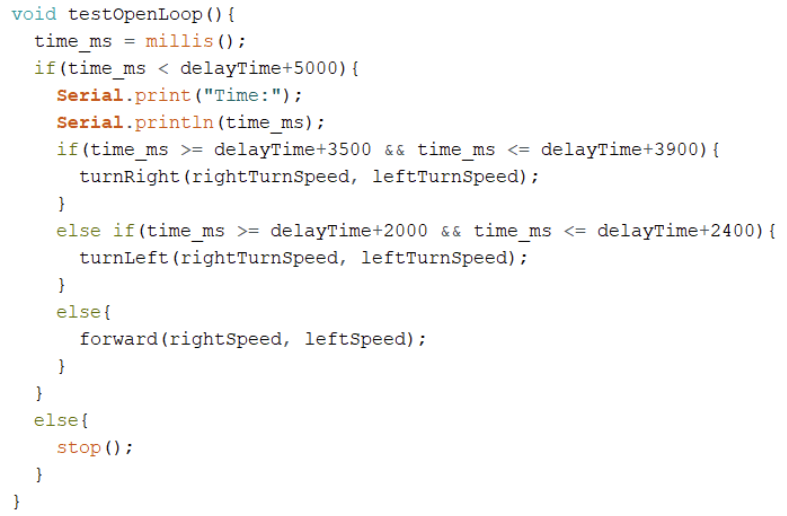 void testOpenLoop(){
  time_ms = millis();
  if(time_ms < delayTime+5000){
    Serial.print("Time:");
    Serial.println(time_ms);
    if(time_ms >= delayTime+3500 && time_ms <= delayTime+3900){
      turnRight(rightTurnSpeed, leftTurnSpeed);
    }
    else if(time_ms >= delayTime+2000 && time_ms <= delayTime+2400){
      turnLeft(rightTurnSpeed, leftTurnSpeed);
    }
    else{
      forward(rightSpeed, leftSpeed);
    }
  }
  else{
    stop();
  }
}